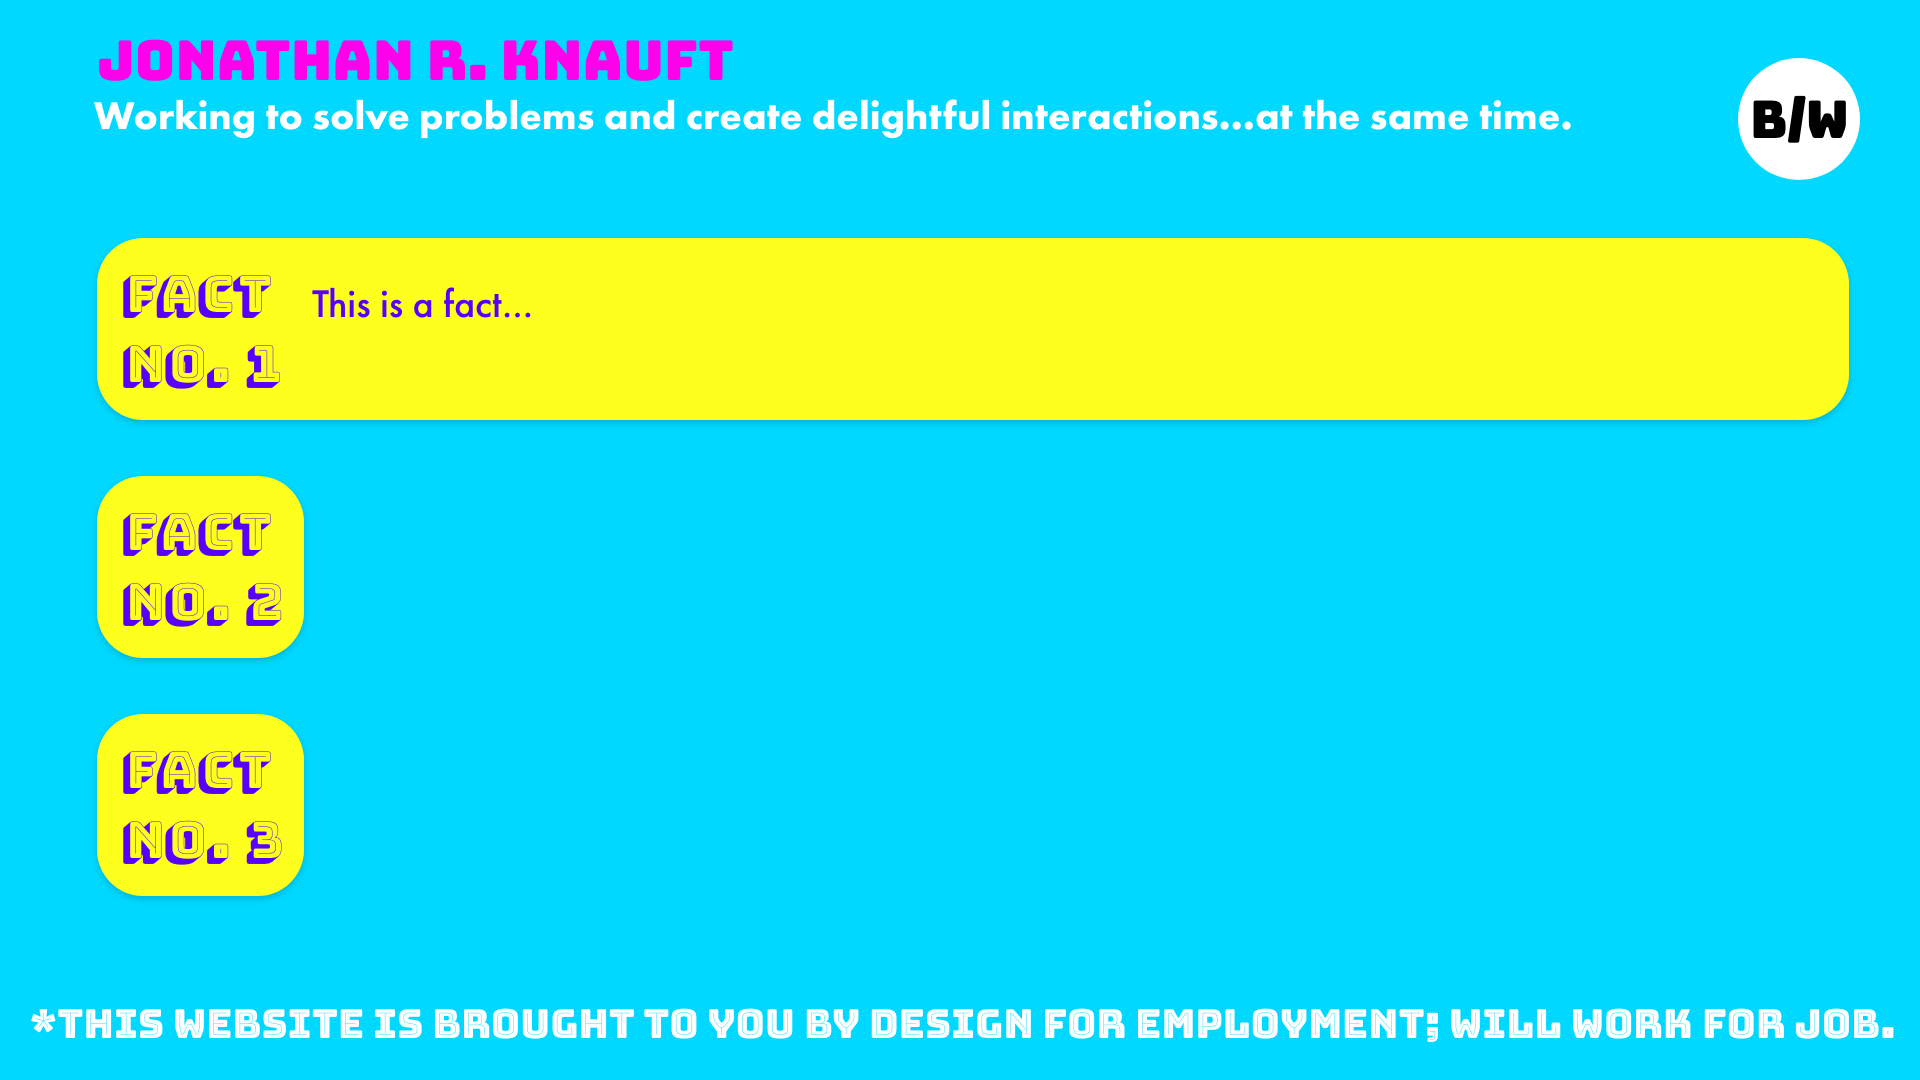 JONATHAN R. KNAUFT
Working to solve problems and create delightful interactions...at the same time.
B/W
FACT
NO. 1
This is a fact...
FACT
NO. 2
FACT
NO. 3
*THIS WEBSITE IS BROUGHT TO YOU BY DESIGN FOR EMPLOYMENT; WILL WORK FOR JOB.